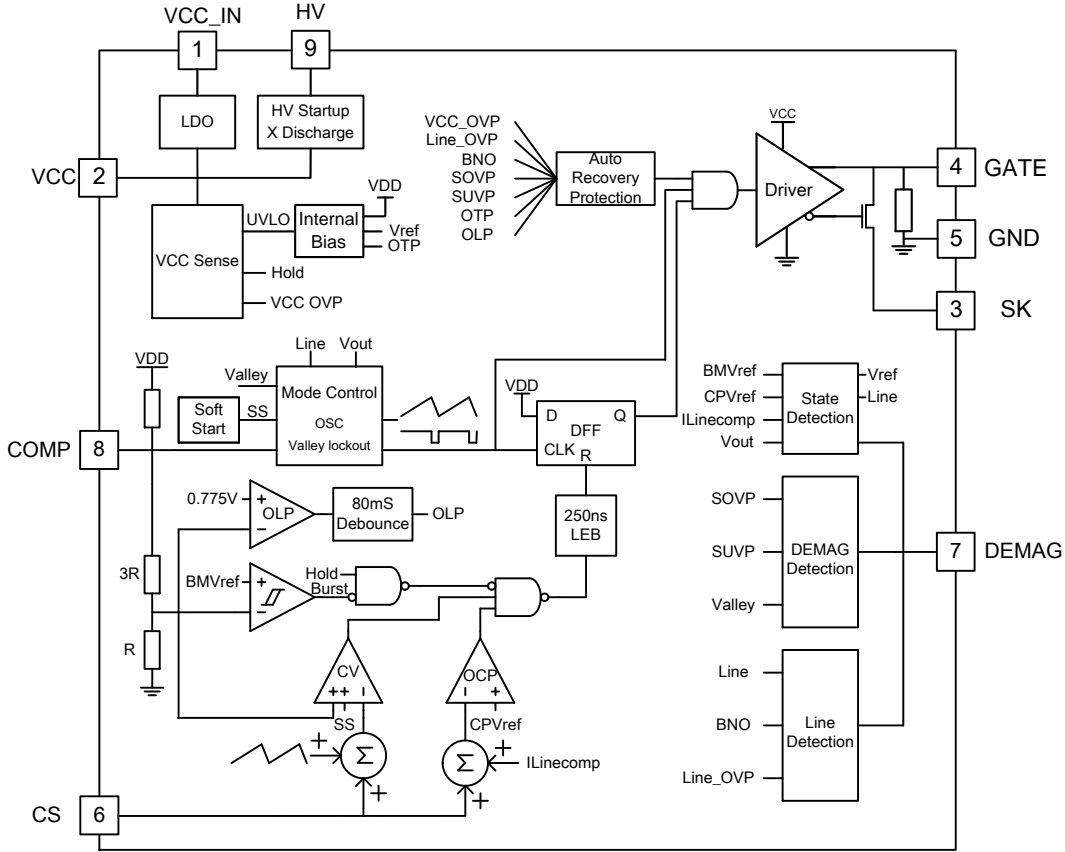 VCC_IN
HV
1
9
LDO
HV Startup
X Discharge
VCC
2
VDD
UVLO
Internal
Bias
Vref
OTP
VCC Sense
Hold
VCC OVP
VCC_OVP
Line_OVP
BNO
SOVP
SUVP
OTP
OLP
Auto
Recovery
Protection
VCC
Driver
4
GATE
5
GND
3
SK
VDD
Line
Vout
Valley
Mode Control
OSC
Valley lockout
Soft
Start
SS
COMP
8
VDD
D
Q
DFF
CLK
R
BMVref
CPVref
ILinecomp
Vout
State
Detection
Vref
Line
0.775V
+
−
OLP
80mS
Debounce
OLP
250ns
LEB
SOVP
SUVP
Valley
DEMAG
Detection
7
DEMAG
3R
R
BMVref
+
−
Hold
Burst
CV
+
+
−
SS
OCP
−
+
CPVref
Σ
+
+
Σ
+
+
ILinecomp
Line
BNO
Line_OVP
Line
Detection
CS
6